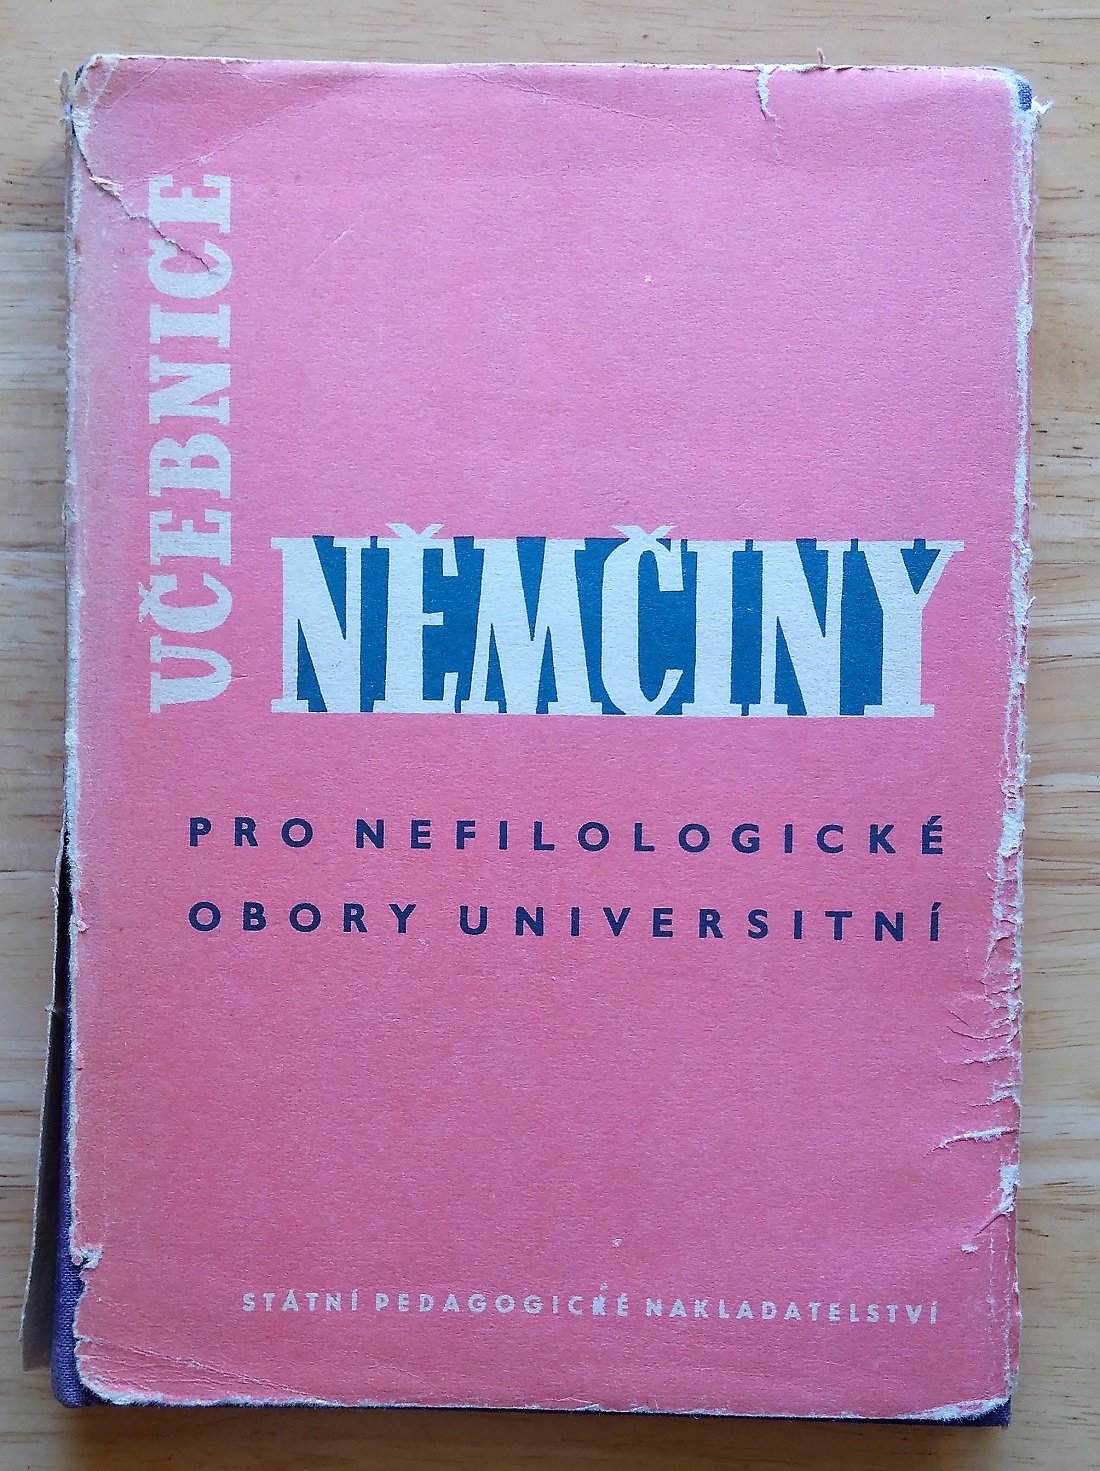 UČEBNICE
NĚMČINY
PRO NEFILOLOGICKÉ
OBORY UNIVERSITNÍ
STÁTNÍ PEDAGOGICKÉ NAKLADATELSTVÍ